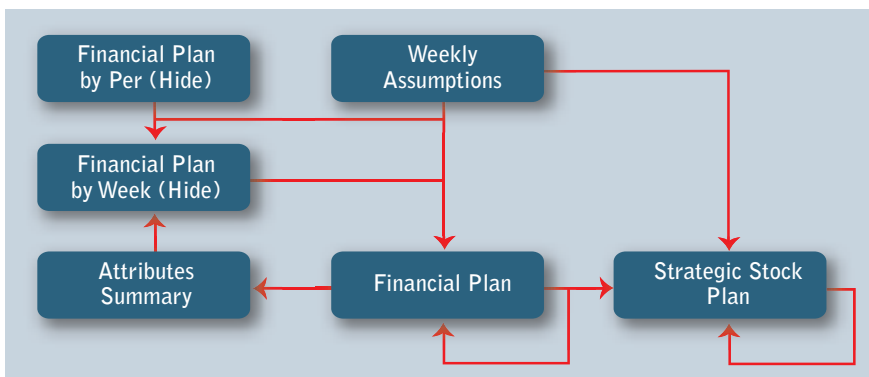 Financial Plan
by Per (Hide)
Weekly
Assumptions
Financial Plan
by Week (Hide)
Attributes
Summary
Financial Plan
Strategic Stock
Plan